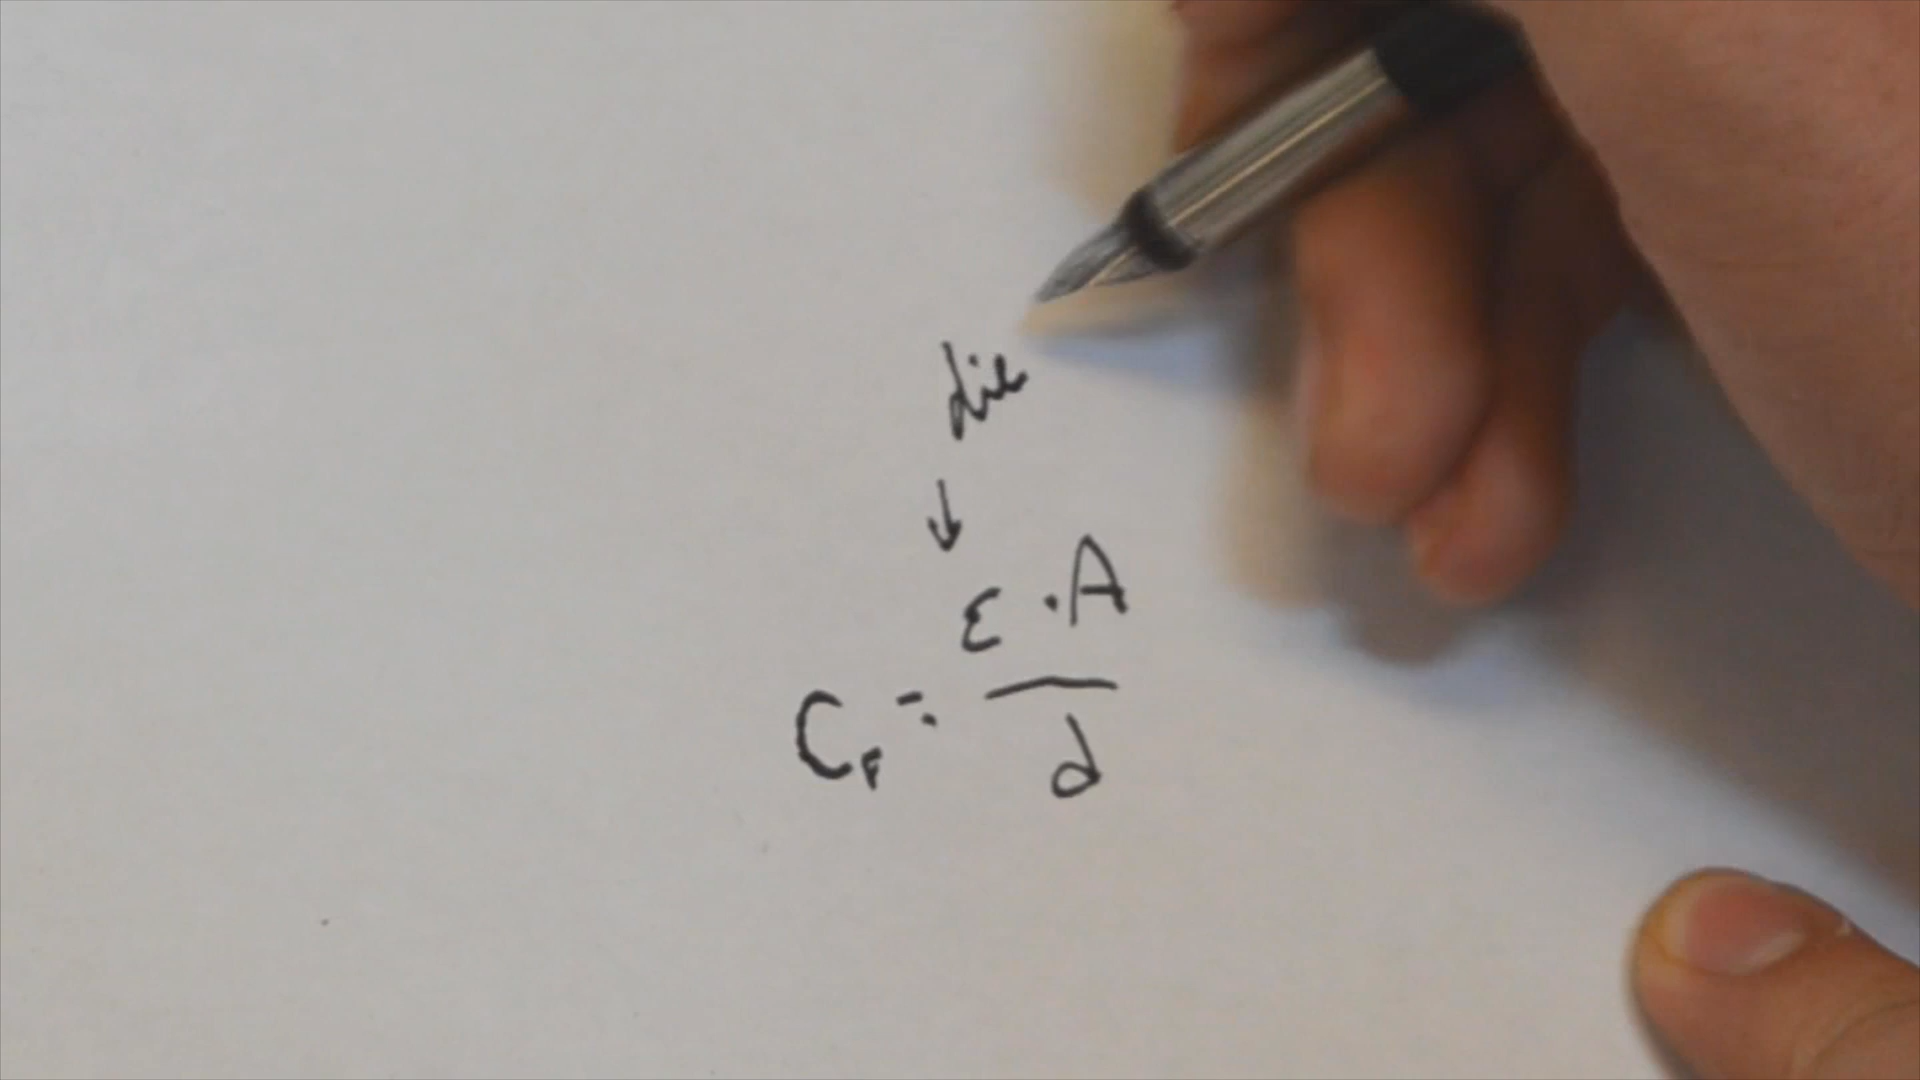 die
↓
ε · A
C_F = ―
d